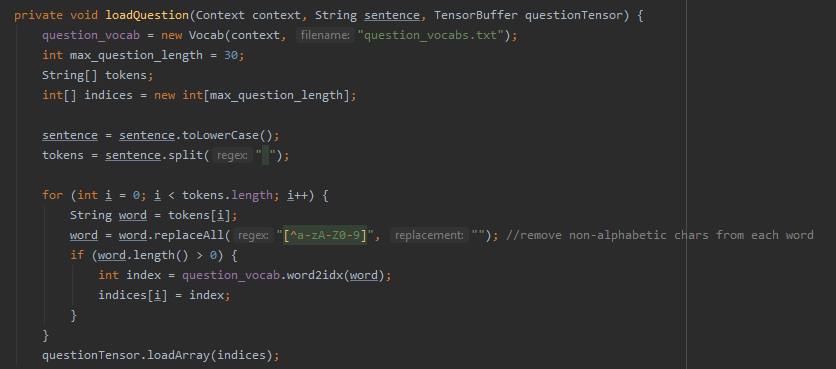 private void loadQuestion(Context context, String sentence, TensorBuffer questionTensor) {
question_vocab = new Vocab(context, filename: "question_vocabs.txt");
int max_question_length = 30;
String[] tokens;
int[] indices = new int[max_question_length];
sentence = sentence.toLowerCase();
tokens = sentence.split( regex: " ");
for (int i = 0; i < tokens.length; i++) {
String word = tokens[i];
word = word.replaceAll( regex: "[^a-zA-Z0-9]", replacement: ""); //remove non-alphabetic chars from each word
if (word.length() > 0) {
int index = question_vocab.word2idx(word);
indices[i] = index;
}
}
questionTensor.loadArray(indices);